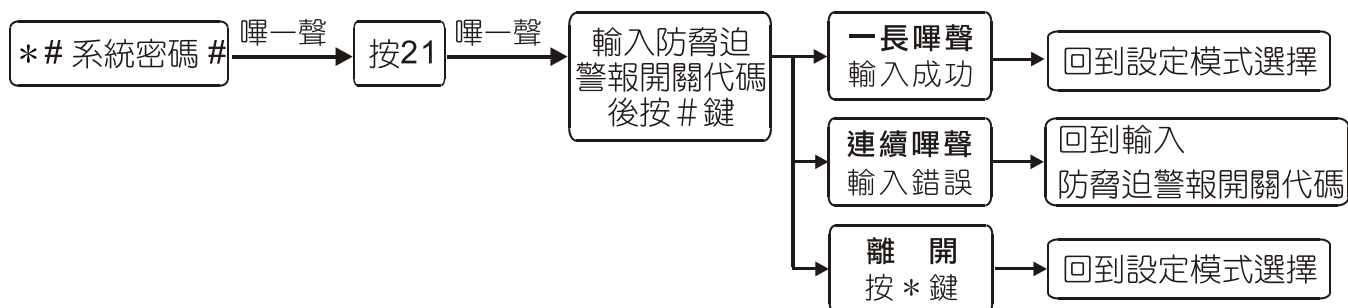 ＊# 系統密碼 #
嗶一聲
按21
嗶一聲
輸入防脅迫
警報開關代碼
後按＃鍵
一長嗶聲
輸入成功
回到設定模式選擇
連續嗶聲
輸入錯誤
回到輸入
防脅迫警報開關代碼
離　開
按＊鍵
回到設定模式選擇